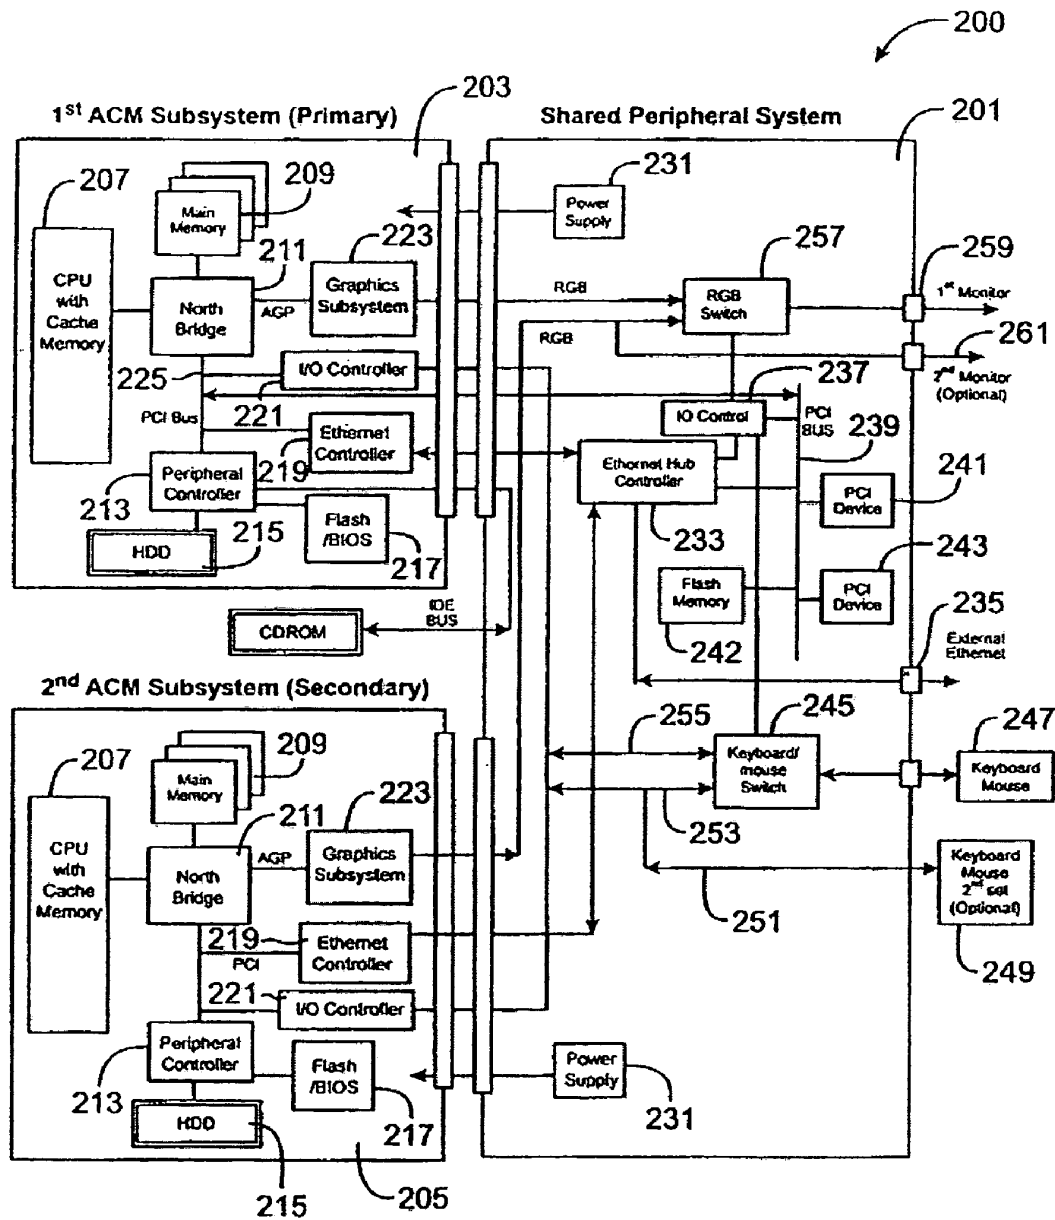 200
1st ACM Subsystem (Primary)
203
Shared Peripheral System
201
207
Main
Memory
209
231
Power
Supply
211
223
257
259
CPU
with
Cache
Memory
North
Bridge
AGP
Graphics
Subsystem
RGB
RGB
Switch
1st Monitor
RGB
261
2nd Monitor
(Optional)
225
I/O Controller
221
237
PCI Bus
IO Control
PCI
BUS
239
Ethernet
Controller
219
Ethernet Hub
Controller
241
Peripheral
Controller
213
PCI
Device
HDD
215
Flash
/BIOS
217
233
243
Flash
Memory
242
PCI
Device
235
CDROM
IDE
BUS
External
Ethernet
2nd ACM Subsystem (Secondary)
207
Main
Memory
209
255
245
247
Keyboard/
mouse
Switch
Keyboard
Mouse
223
253
CPU
with
Cache
Memory
211
North
Bridge
AGP
Graphics
Subsystem
251
Keyboard
Mouse
2nd set
(Optional)
249
219
PCI
Ethernet
Controller
221
I/O Controller
Peripheral
Controller
213
Flash
/BIOS
217
Power
Supply
231
HDD
215
205